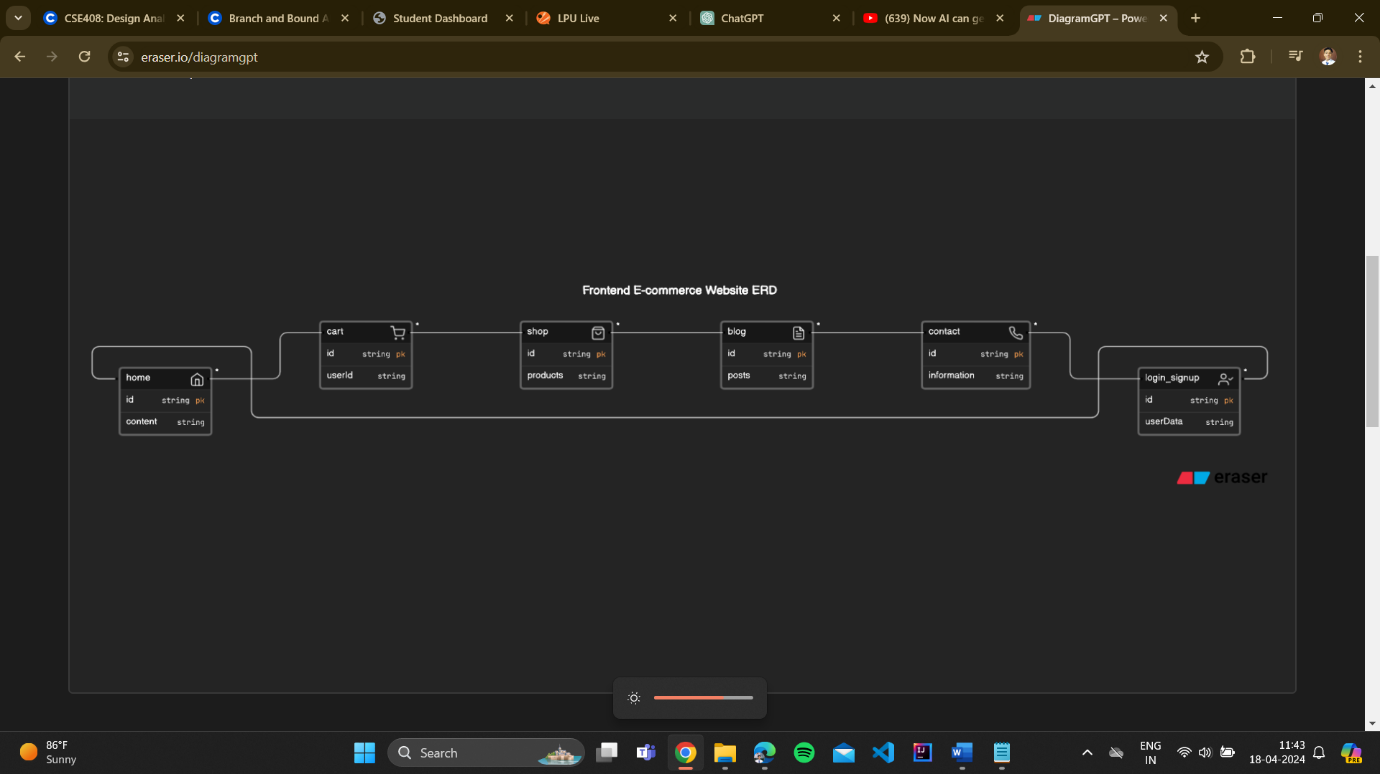 CSE408: Design Anal
Branch and Bound A
Student Dashboard
LPU Live
ChatGPT
(639) Now AI can ge
DiagramGPT – Powe
eraser.io/diagramgpt
Frontend E-commerce Website ERD
home
id string pk
content string
cart
id string pk
userId string
shop
id string pk
products string
blog
id string pk
posts string
contact
id string pk
information string
login_signup
id string pk
userData string
eraser
86°F
Sunny
Search
ENG
IN
11:43
18-04-2024
PRE